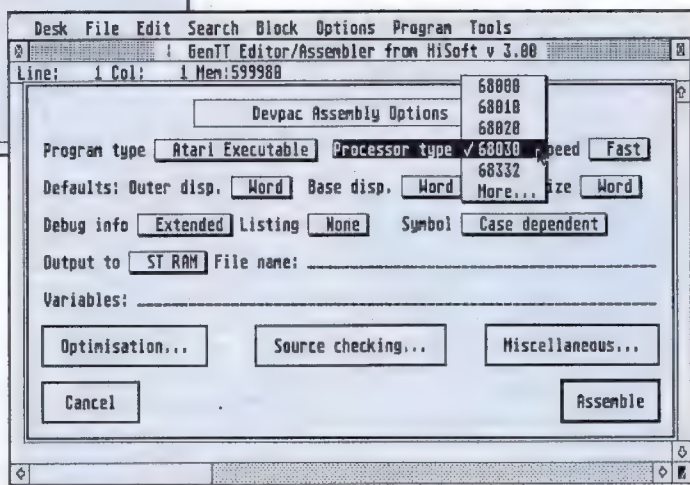 Desk File Edit Search Block Options Program Tools
GenTT Editor/Assembler from HiSoft v 3.00
Line: 1 Col: 1 Mem:599980
Devpac Assembly Options
68000
68010
68020
Program type Atari Executable Processor type ✓ 68030 peed Fast
68332
More...
Defaults: Outer disp. Word Base disp. Word ize Word
Debug info Extended Listing None Symbol Case dependent
Output to ST RAM File name:
Variables:
Optimisation... Source checking... Miscellaneous...
Cancel Assemble